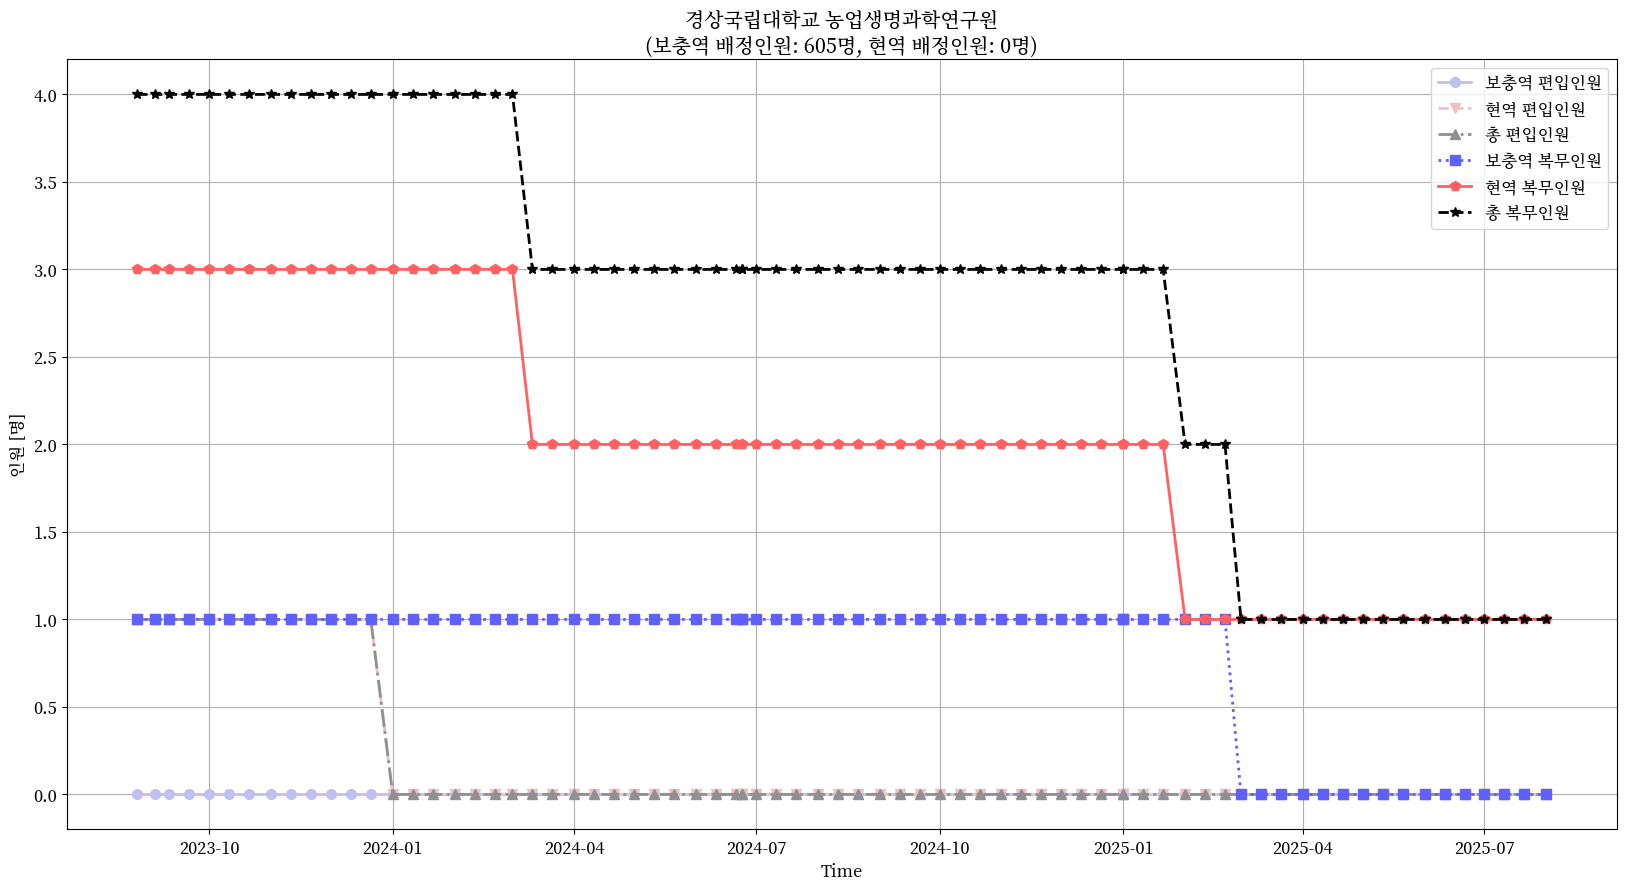 경상국립대학교 농업생명과학연구원
(보충역 배정인원: 605명, 현역 배정인원: 0명)
보충역 편입인원
현역 편입인원
총 편입인원
보충역 복무인원
현역 복무인원
총 복무인원
인원 [명]
4.0
3.5
3.0
2.5
2.0
1.5
1.0
0.5
0.0
2023-10
2024-01
2024-04
2024-07
2024-10
2025-01
2025-04
2025-07
Time